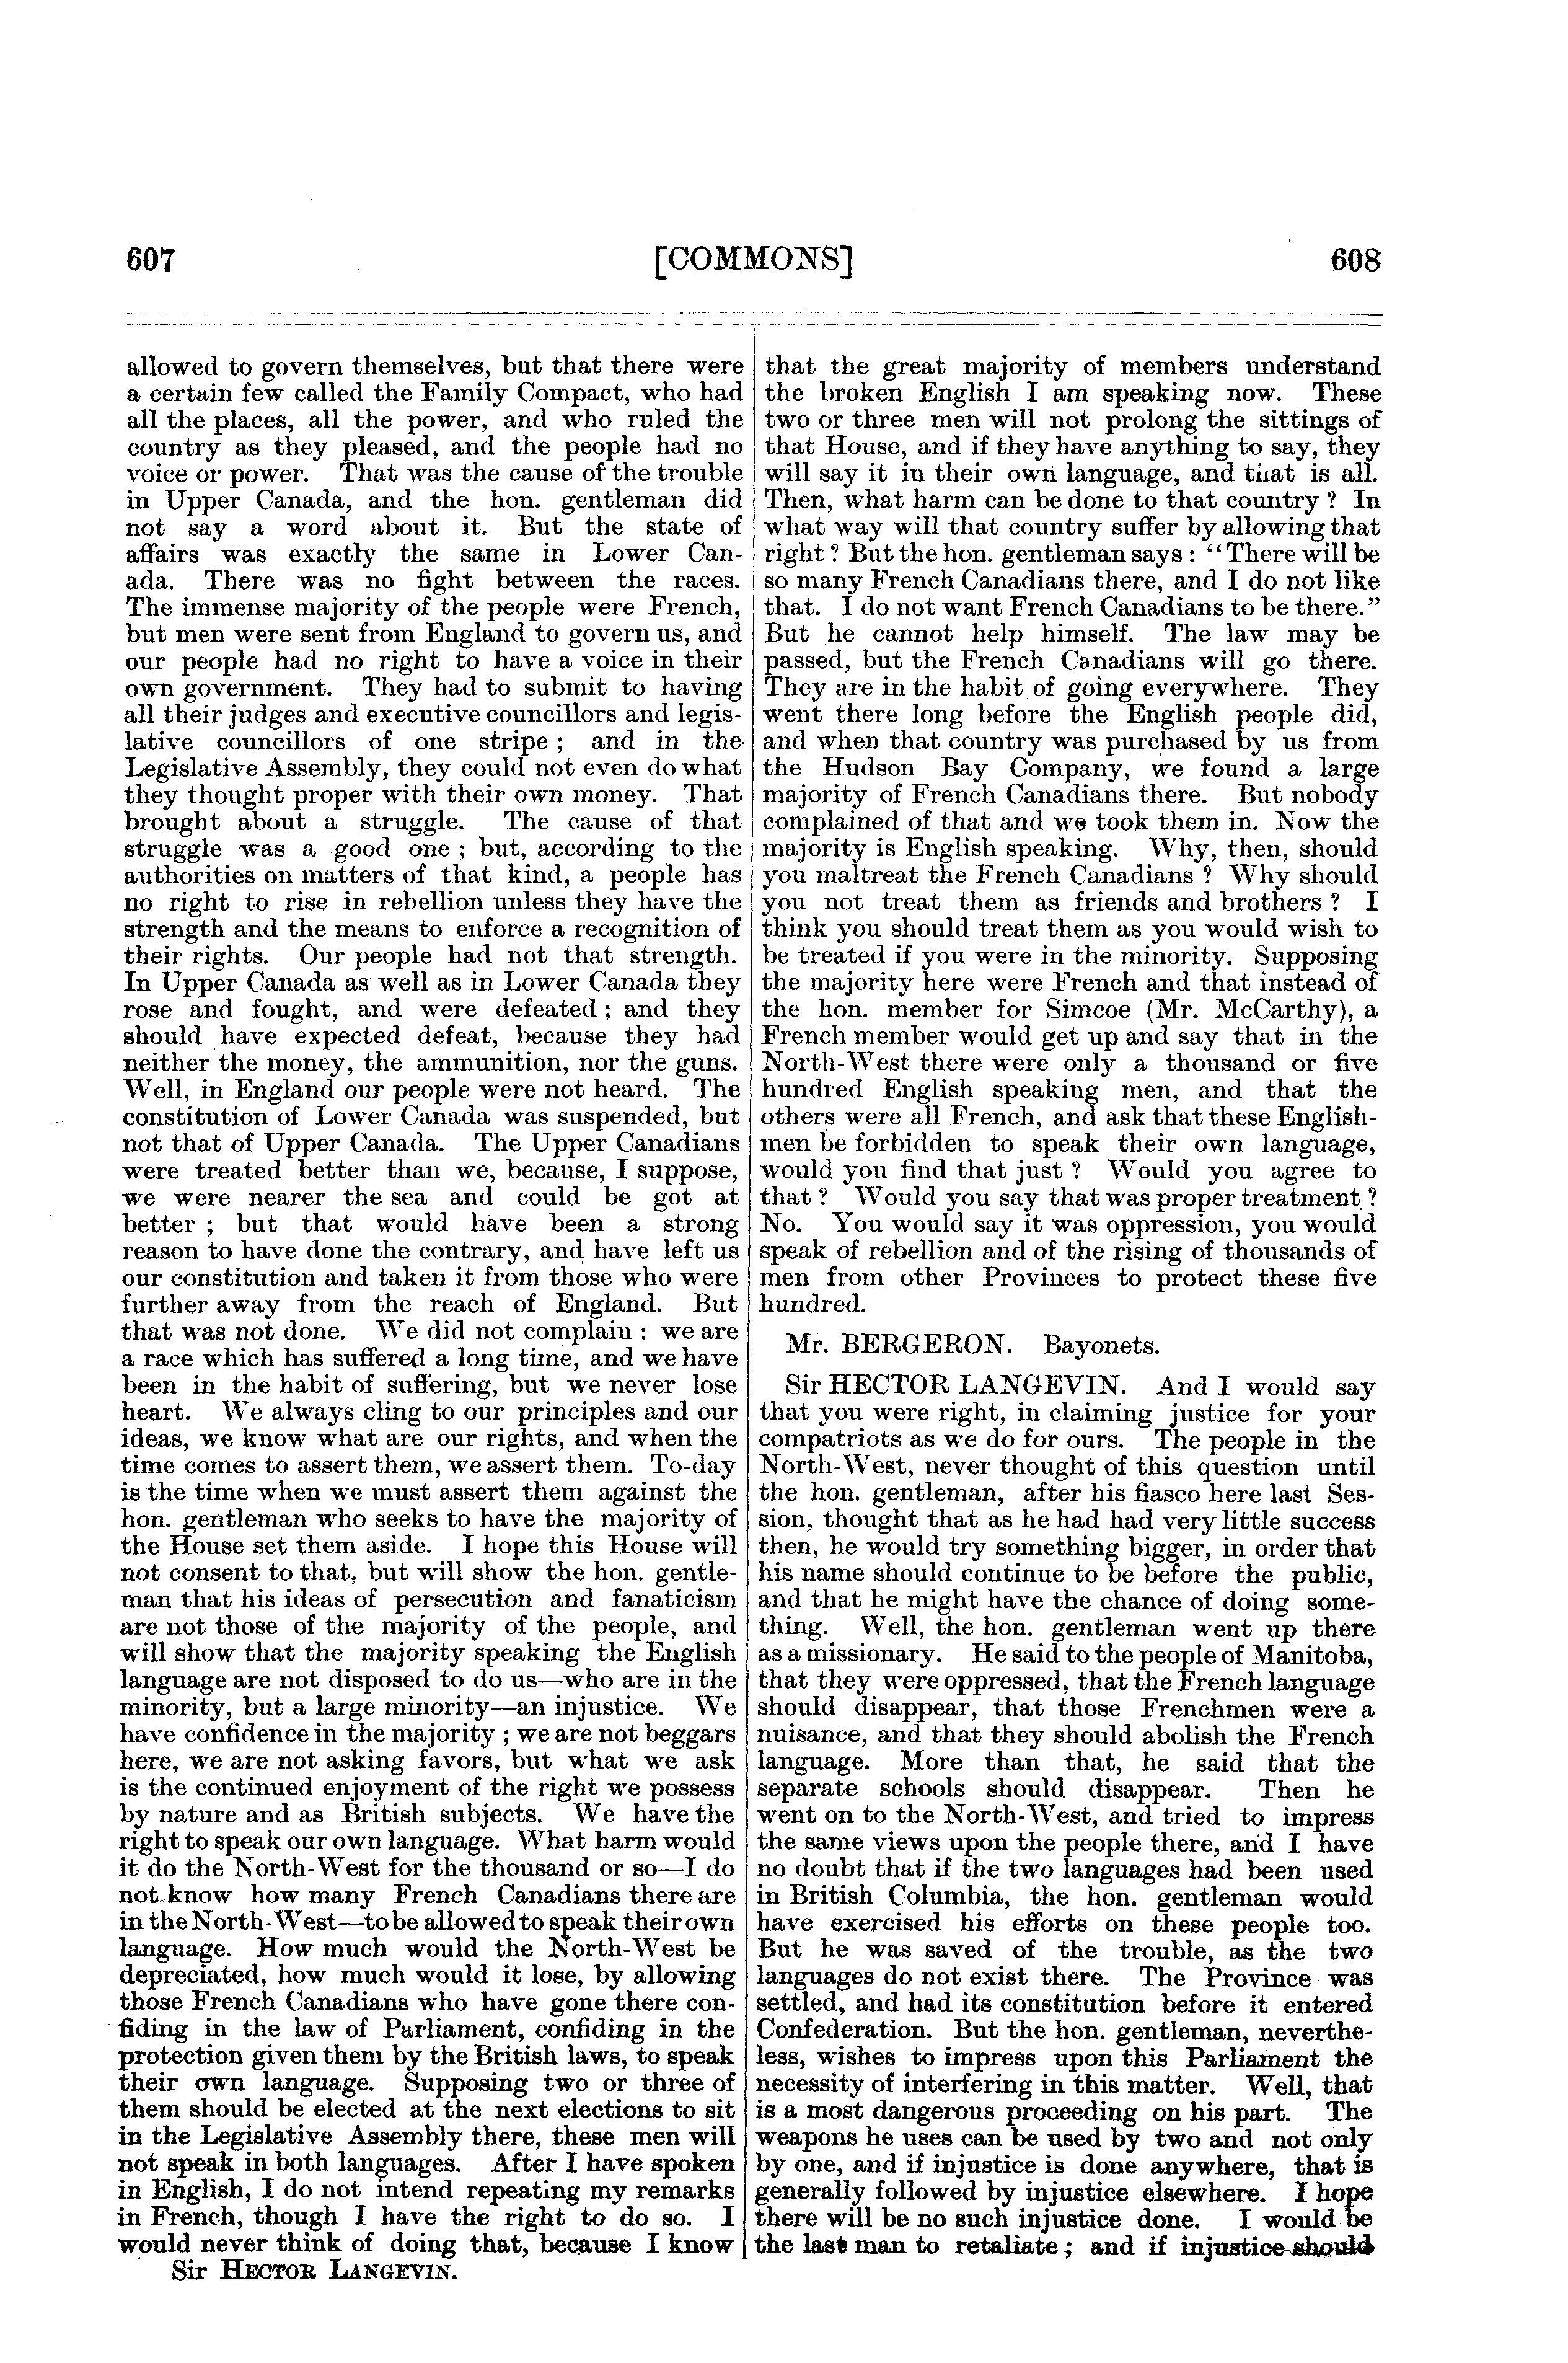 607
[COMMONS]
608
allowed to govern themselves, but that there were
a certain few called the Family Compact, who had
all the places, all the power, and who ruled the
country as they pleased, and the people had no
voice or power. That was the cause of the trouble
in Upper Canada, and the hon. gentleman did
not say a word about it. But the state of
affairs was exactly the same in Lower Can-
ada. There was no fight between the races.
The immense majority of the people were French,
but men were sent from England to govern us, and
our people had no right to have a voice in their
own government. They had to submit to having
all their judges and executive councillors and legis-
lative councillors of one stripe; and in the
Legislative Assembly, they could not even do what
they thought proper with their own money. That
brought about a struggle. The cause of that
struggle was a good one; but, according to the
authorities on matters of that kind, a people has
no right to rise in rebellion unless they have the
strength and the means to enforce a recognition of
their rights. Our people had not that strength.
In Upper Canada as well as in Lower Canada they
rose and fought, and were defeated; and they
should have expected defeat, because they had
neither the money, the ammunition, nor the guns.
Well, in England our people were not heard. The
constitution of Lower Canada was suspended, but
not that of Upper Canada. The Upper Canadians
were treated better than we, because, I suppose,
we were nearer the sea and could be got at
better; but that would have been a strong
reason to have done the contrary, and have left us
our constitution and taken it from those who were
further away from the reach of England. But
that was not done. We did not complain: we are
a race which has suffered a long time, and we have
been in the habit of suffering, but we never lose
heart. We always cling to our principles and our
ideas, we know what are our rights, and when the
time comes to assert them, we assert them. To-day
is the time when we must assert them against the
hon. gentleman who seeks to have the majority of
the House set them aside. I hope this House will
not consent to that, but will show the hon. gentle-
man that his ideas of persecution and fanaticism
are not those of the majority of the people, and
will show that the majority speaking the English
language are not disposed to do us—who are in the
minority, but a large minority—an injustice. We
have confidence in the majority; we are not beggars
here, we are not asking favors, but what we ask
is the continued enjoyment of the right we possess
by nature and as British subjects. We have the
right to speak our own language. What harm would
it do the North-West for the thousand or so—I do
not know how many French Canadians there are
in the North-West—to be allowed to speak their own
language. How much would the North-West be
depreciated, how much would it lose, by allowing
those French Canadians who have gone there con-
fiding in the law of Parliament, confiding in the
protection given them by the British laws, to speak
their own language. Supposing two or three of
them should be elected at the next elections to sit
in the Legislative Assembly there, these men will
not speak in both languages. After I have spoken
in English, I do not intend repeating my remarks
in French, though I have the right to do so. I
would never think of doing that, because I know
Sir HECTOR LANGEVIN.
that the great majority of members understand
the broken English I am speaking now. These
two or three men will not prolong the sittings of
that House, and if they have anything to say, they
will say it in their own language, and that is all.
Then, what harm can be done to that country? In
what way will that country suffer by allowing that
right? But the hon. gentleman says: "There will be
so many French Canadians there, and I do not like
that. I do not want French Canadians to be there."
But he cannot help himself. The law may be
passed, but the French Canadians will go there.
They are in the habit of going everywhere. They
went there long before the English people did,
and when that country was purchased by us from
the Hudson Bay Company, we found a large
majority of French Canadians there. But nobody
complained of that and we took them in. Now the
majority is English speaking. Why, then, should
you maltreat the French Canadians? Why should
you not treat them as friends and brothers? I
think you should treat them as you would wish to
be treated if you were in the minority. Supposing
the majority here were French and that instead of
the hon. member for Simcoe (Mr. McCarthy), a
French member would get up and say that in the
North-West there were only a thousand or five
hundred English speaking men, and that the
others were all French, and ask that these English-
men be forbidden to speak their own language,
would you find that just? Would you agree to
that? Would you say that was proper treatment?
No. You would say it was oppression, you would
speak of rebellion and of the rising of thousands of
men from other Provinces to protect these five
hundred.
Mr. BERGERON. Bayonets.
Sir HECTOR LANGEVIN. And I would say
that you were right, in claiming justice for your
compatriots as we do for ours. The people in the
North-West, never thought of this question until
the hon. gentleman, after his fiasco here last Ses-
sion, thought that as he had had very little success
then, he would try something bigger, in order that
his name should continue to be before the public,
and that he might have the chance of doing some-
thing. Well, the hon. gentleman went up there
as a missionary. He said to the people of Manitoba,
that they were oppressed, that the French language
should disappear, that those Frenchmen were a
nuisance, and that they should abolish the French
language. More than that, he said that the
separate schools should disappear. Then he
went on to the North-West, and tried to impress
the same views upon the people there, and I have
no doubt that if the two languages had been used
in British Columbia, the hon. gentleman would
have exercised his efforts on these people too.
But he was saved of the trouble, as the two
languages do not exist there. The Province was
settled, and had its constitution before it entered
Confederation. But the hon. gentleman, neverthe-
less, wishes to impress upon this Parliament the
necessity of interfering in this matter. Well, that
is a most dangerous proceeding on his part. The
weapons he uses can be used by two and not only
by one, and if injustice is done anywhere, that is
generally followed by injustice elsewhere. I hope
there will be no such injustice done. I would be
the last man to retaliate; and if injustice should